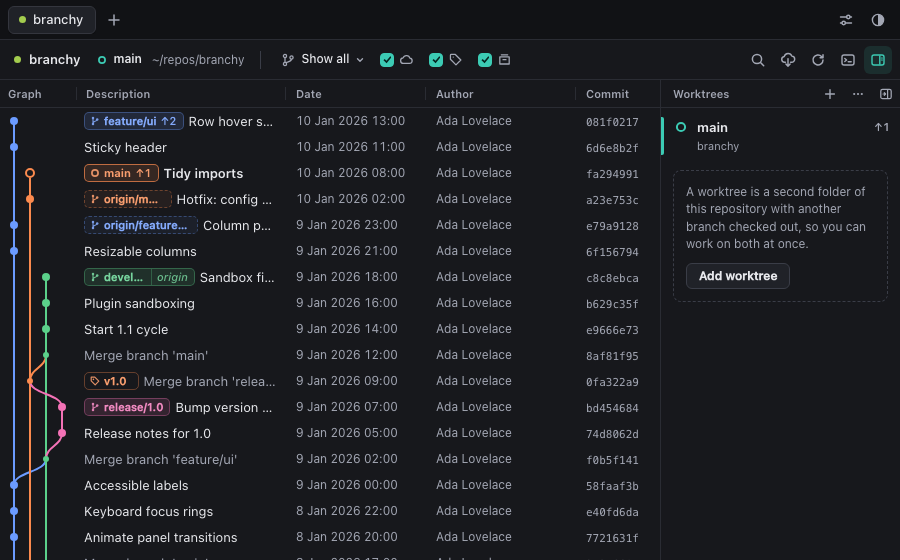 branchy
branchy main ~/repos/branchy Show all
Graph Description Date Author Commit Worktrees
feature/ui ↑2 Row hover s... 10 Jan 2026 13:00 Ada Lovelace 081f0217
Sticky header 10 Jan 2026 11:00 Ada Lovelace 6d6e8b2f
main ↑1 Tidy imports 10 Jan 2026 08:00 Ada Lovelace fa294991
origin/m... Hotfix: config ... 10 Jan 2026 02:00 Ada Lovelace a23e753c
origin/feature... Column p... 9 Jan 2026 23:00 Ada Lovelace e79a9128
Resizable columns 9 Jan 2026 21:00 Ada Lovelace 6f156794
devel... origin Sandbox fi... 9 Jan 2026 18:00 Ada Lovelace c8c8ebca
Plugin sandboxing 9 Jan 2026 16:00 Ada Lovelace b629c35f
Start 1.1 cycle 9 Jan 2026 14:00 Ada Lovelace e9666e73
Merge branch 'main' 9 Jan 2026 12:00 Ada Lovelace 8af81f95
v1.0 Merge branch 'relea... 9 Jan 2026 09:00 Ada Lovelace 0fa322a9
release/1.0 Bump version ... 9 Jan 2026 07:00 Ada Lovelace bd454684
Release notes for 1.0 9 Jan 2026 05:00 Ada Lovelace 74d8062d
Merge branch 'feature/ui' 9 Jan 2026 02:00 Ada Lovelace f0b5f141
Accessible labels 9 Jan 2026 00:00 Ada Lovelace 58faaf3b
Keyboard focus rings 8 Jan 2026 22:00 Ada Lovelace e40fd6da
Animate panel transitions 8 Jan 2026 20:00 Ada Lovelace 7721631f
main ↑1
branchy
A worktree is a second folder of
this repository with another
branch checked out, so you can
work on both at once.
Add worktree